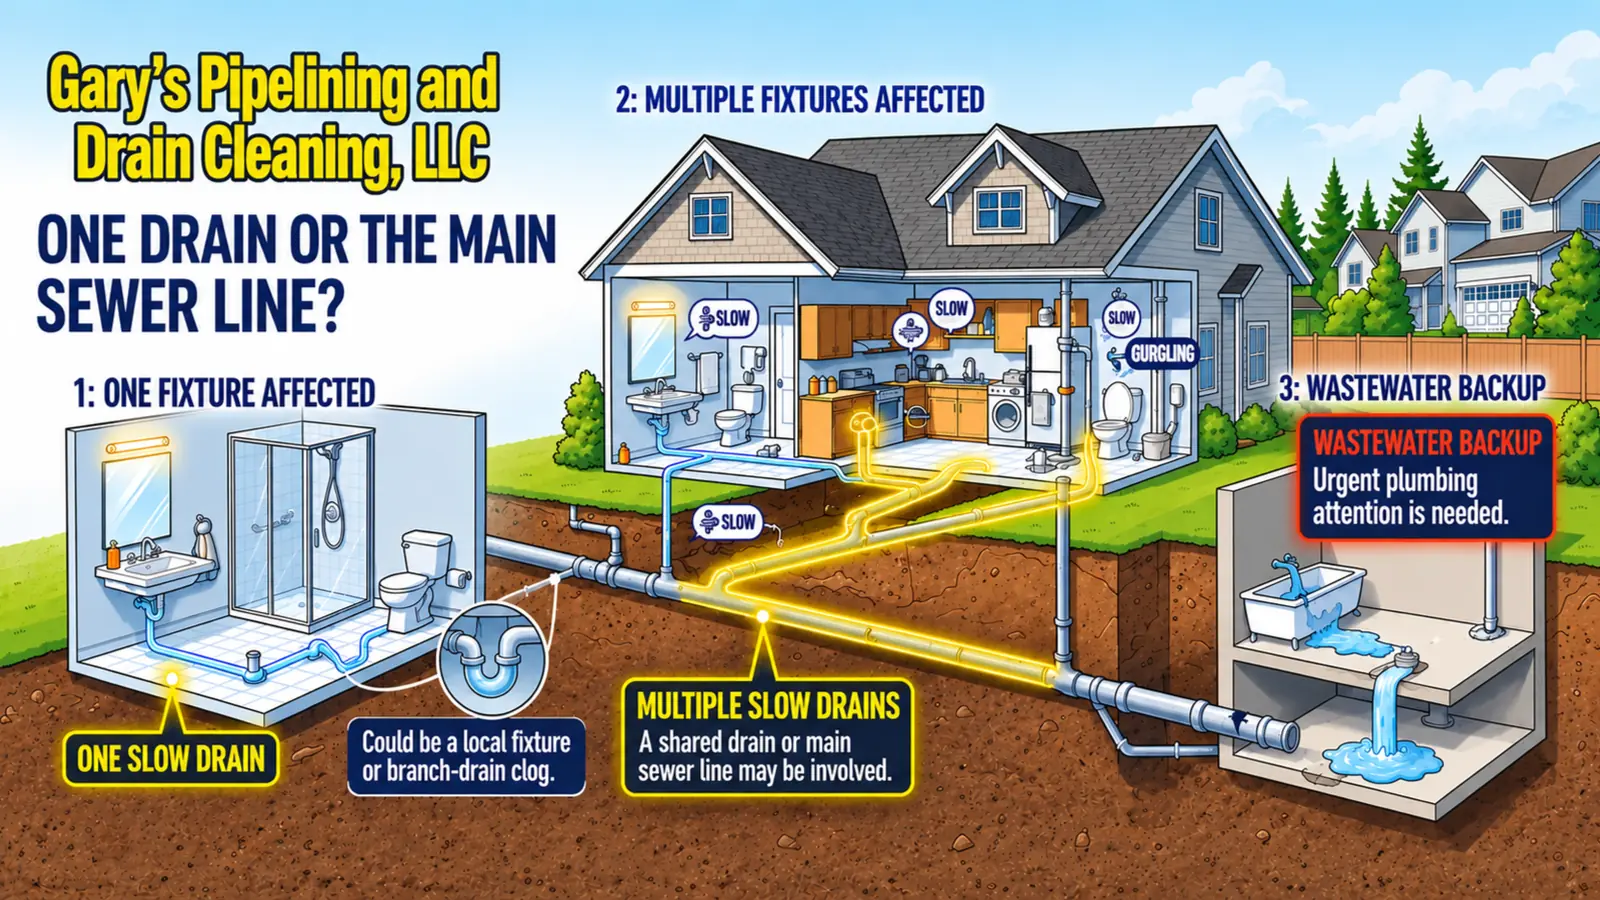 Gary's Pipelining and
Drain Cleaning, LLC
ONE DRAIN OR THE MAIN
SEWER LINE?
1: ONE FIXTURE AFFECTED
ONE SLOW DRAIN
Could be a local fixture
or branch-drain clog.
2: MULTIPLE FIXTURES AFFECTED
SLOW
SLOW
SLOW
GURGLING
SLOW
MULTIPLE SLOW DRAINS
A shared drain or main
sewer line may be involved.
3: WASTEWATER BACKUP
WASTEWATER BACKUP
Urgent plumbing
attention is needed.